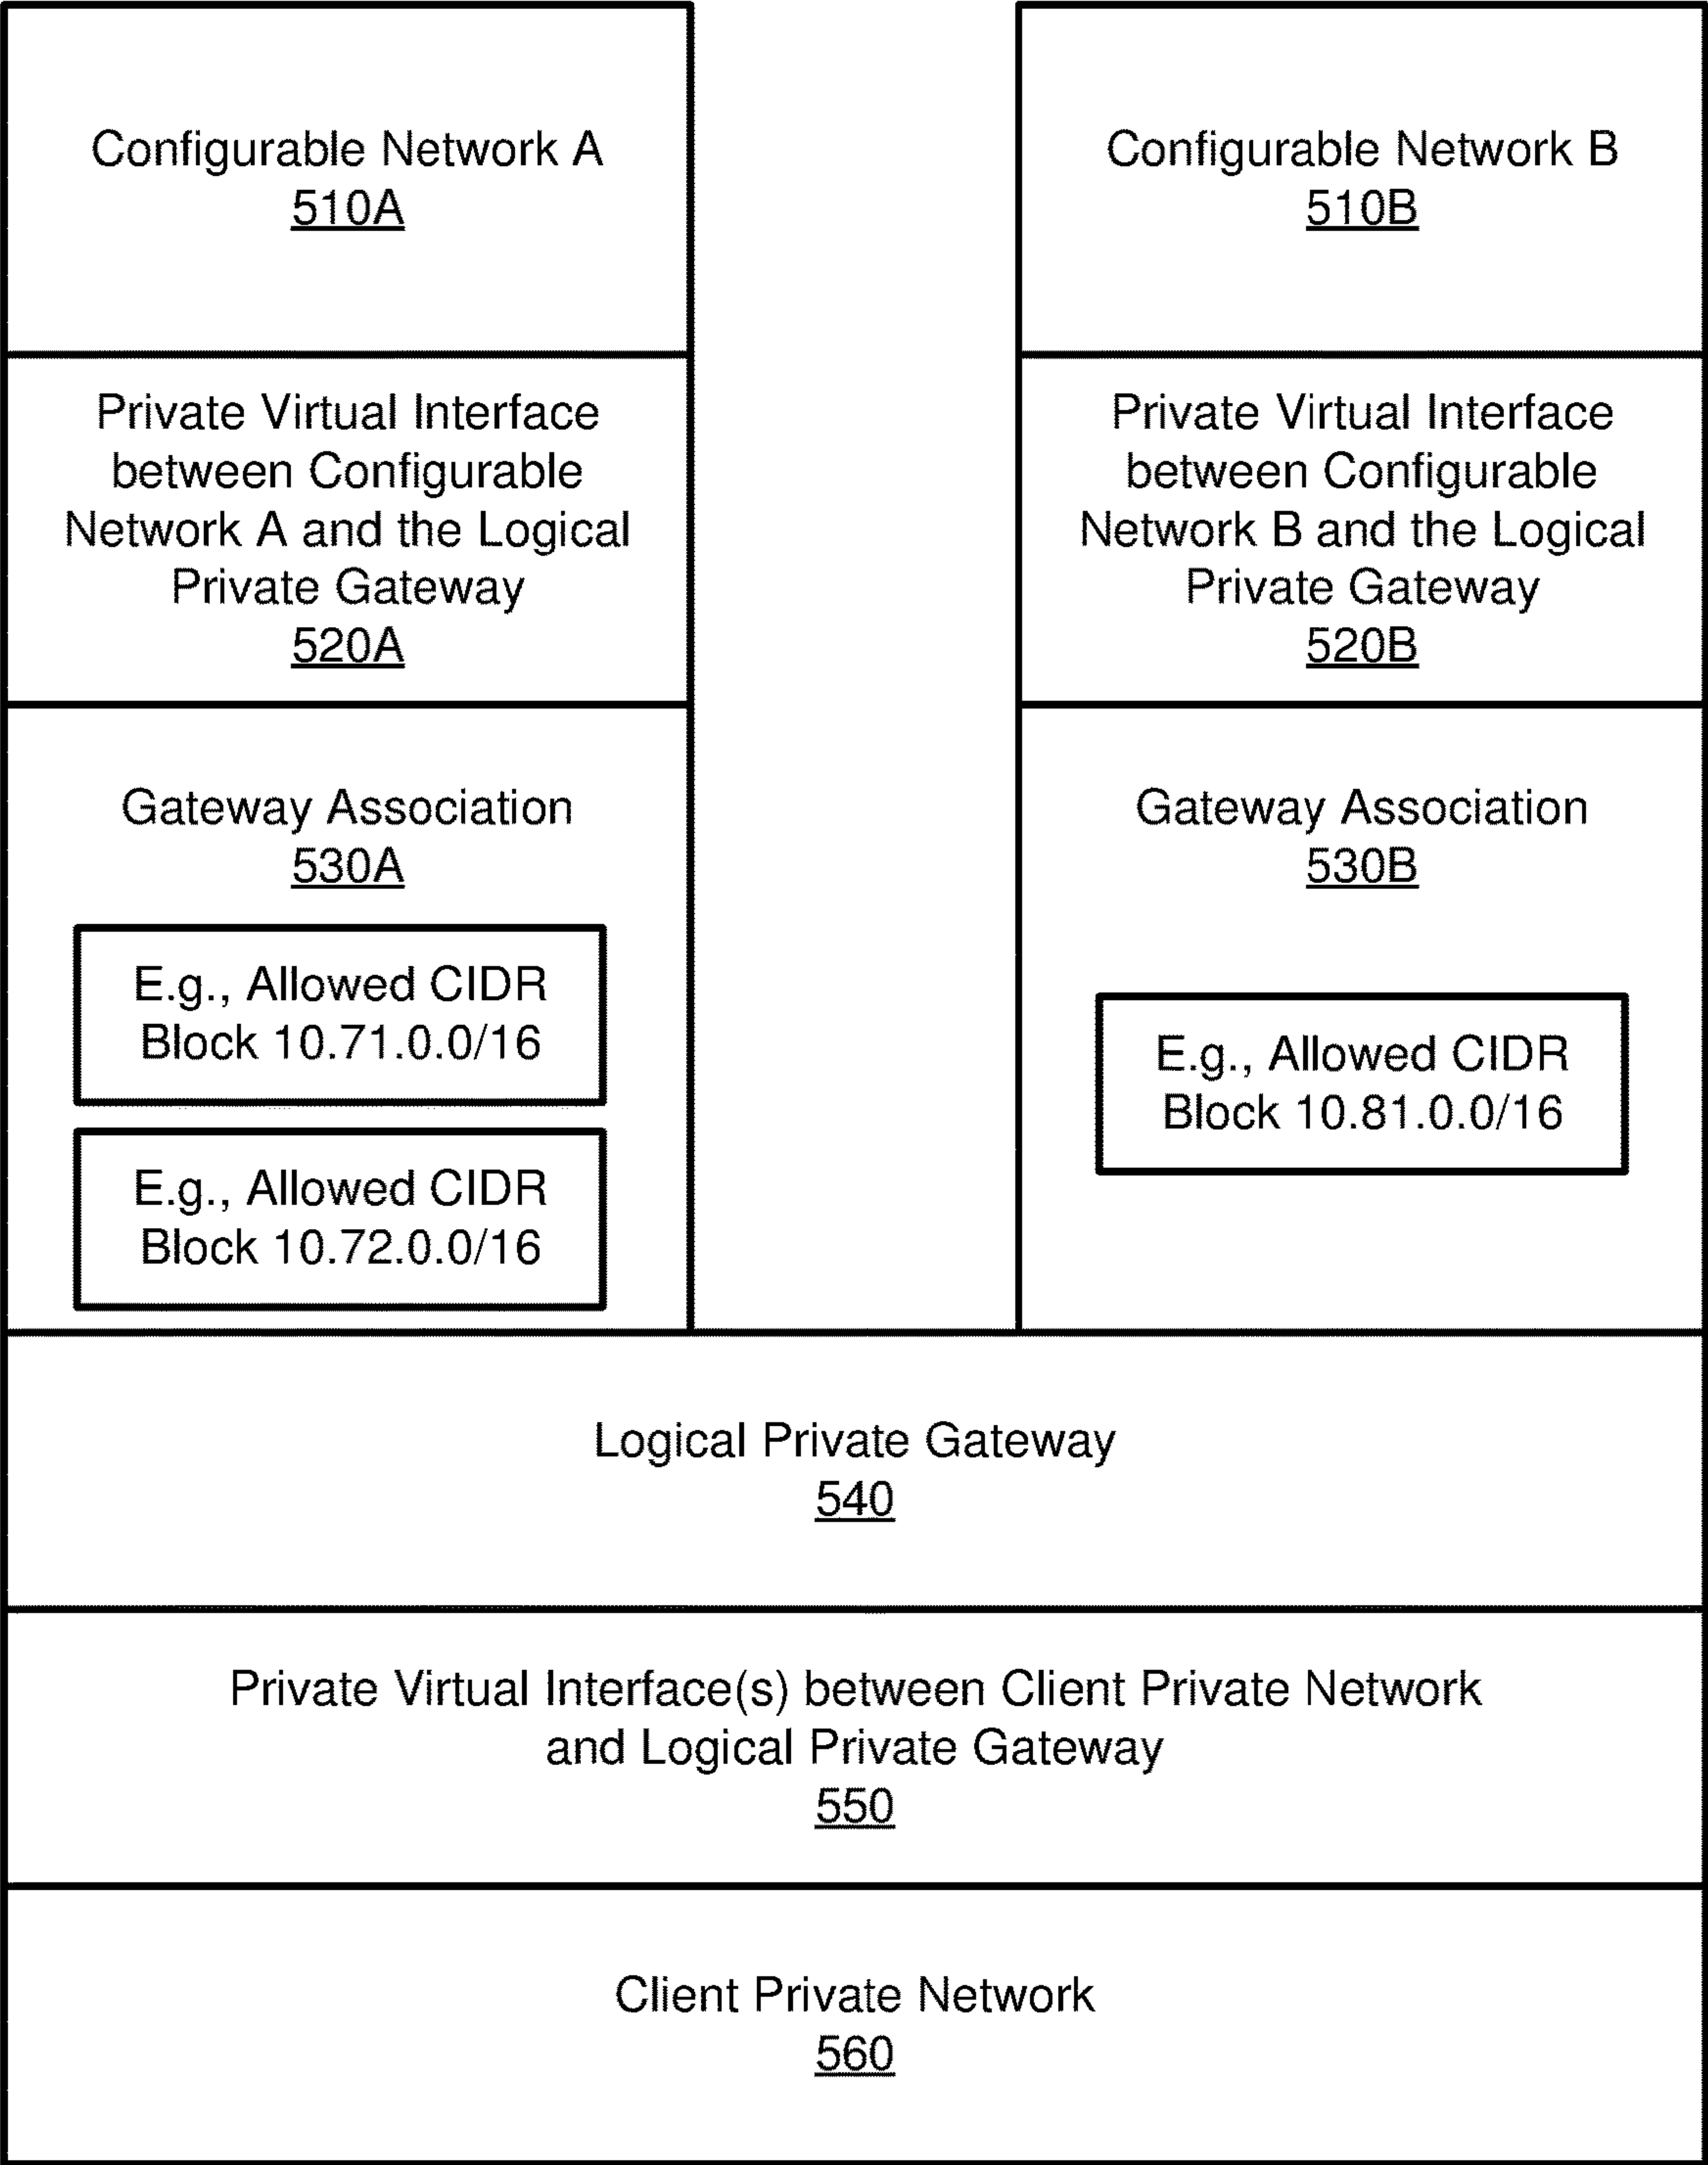 Configurable Network A
510A
Private Virtual Interface
between Configurable
Network A and the Logical
Private Gateway
520A
Gateway Association
530A
E.g., Allowed CIDR
Block 10.71.0.0/16
E.g., Allowed CIDR
Block 10.72.0.0/16
Configurable Network B
510B
Private Virtual Interface
between Configurable
Network B and the Logical
Private Gateway
520B
Gateway Association
530B
E.g., Allowed CIDR
Block 10.81.0.0/16
Logical Private Gateway
540
Private Virtual Interface(s) between Client Private Network
and Logical Private Gateway
550
Client Private Network
560